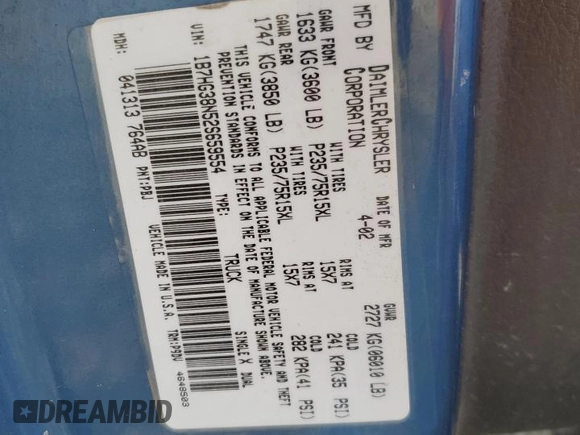 MFD BY DAIMLERCHRYSLER CORPORATION DATE OF MFR 4-02 GVWR 2727 KG(06010 LB)
GAWR FRONT WITH TIRES RIMS AT COLD
1633 KG(3600 LB) P235/75R15XL 15X7 241 KPA(35 PSI)
GAWR REAR WITH TIRES RIMS AT COLD
1747 KG(3850 LB) P235/75R15XL 15X7 282 KPA(41 PSI)
THIS VEHICLE CONFORMS TO ALL APPLICABLE FEDERAL MOTOR VEHICLE SAFETY AND THEFT
PREVENTION STANDARDS IN EFFECT ON THE DATE OF MANUFACTURE SHOWN ABOVE.
VIN: 1B7HG38N52S659554 TYPE: TRUCK SINGLE X DUAL
MDH: 041313 764AB PNT:PBJ VEHICLE MADE IN U.S.A. TRM:P9DV 4648503
DREAMBID